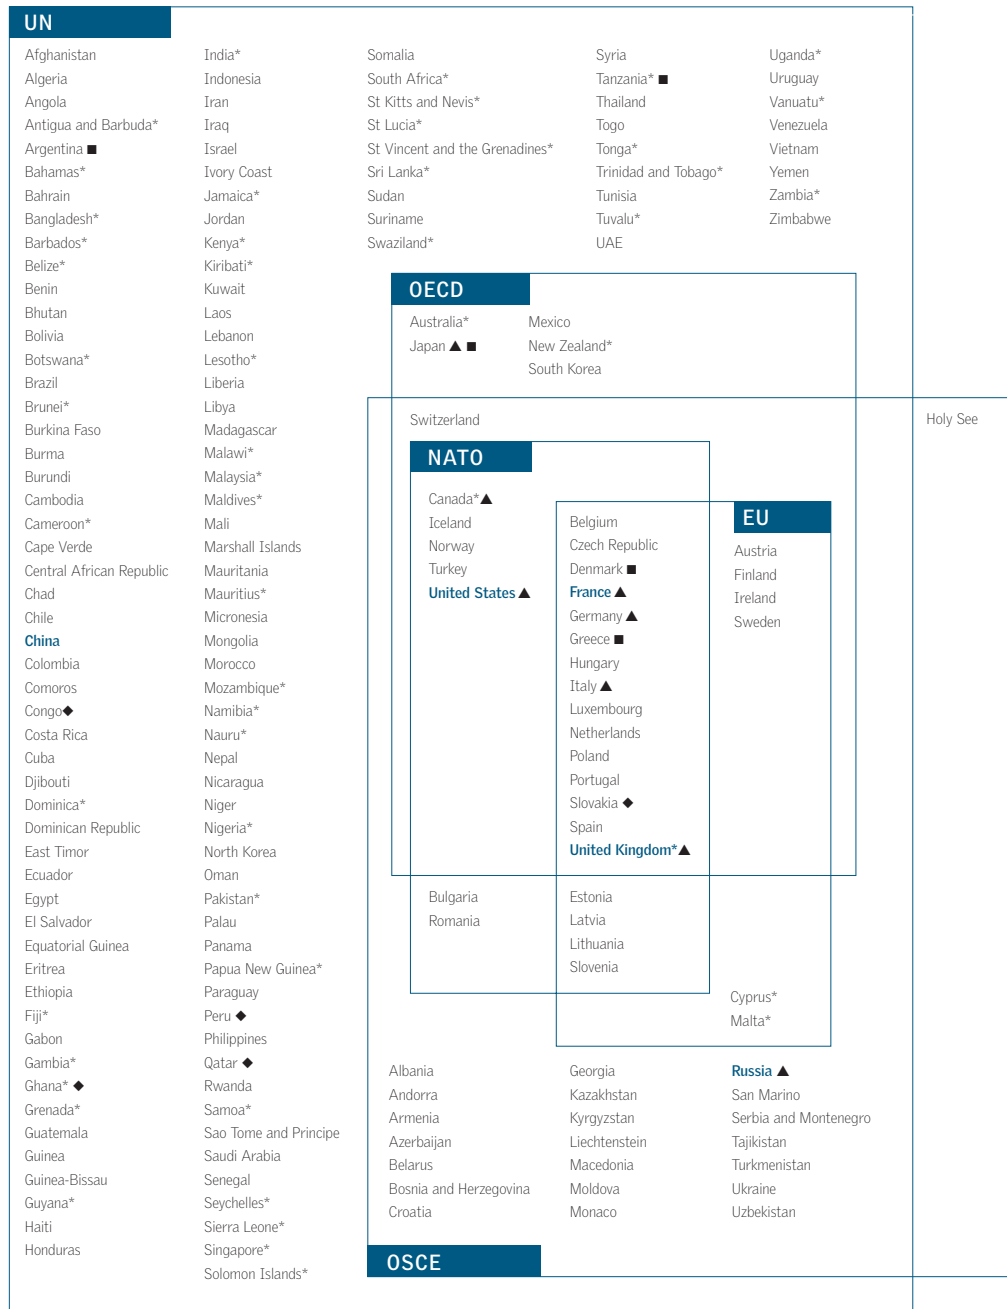 UN
Afghanistan
Algeria
Angola
Antigua and Barbuda*
Argentina ■
Bahamas*
Bahrain
Bangladesh*
Barbados*
Belize*
Benin
Bhutan
Bolivia
Botswana*
Brazil
Brunei*
Burkina Faso
Burma
Burundi
Cambodia
Cameroon*
Cape Verde
Central African Republic
Chad
Chile
China
Colombia
Comoros
Congo◆
Costa Rica
Cuba
Djibouti
Dominica*
Dominican Republic
East Timor
Ecuador
Egypt
El Salvador
Equatorial Guinea
Eritrea
Ethiopia
Fiji*
Gabon
Gambia*
Ghana* ◆
Grenada*
Guatemala
Guinea
Guinea-Bissau
Guyana*
Haiti
Honduras
India*
Indonesia
Iran
Iraq
Israel
Ivory Coast
Jamaica*
Jordan
Kenya*
Kiribati*
Kuwait
Laos
Lebanon
Lesotho*
Liberia
Libya
Madagascar
Malawi*
Malaysia*
Maldives*
Mali
Marshall Islands
Mauritania
Mauritius*
Micronesia
Mongolia
Morocco
Mozambique*
Namibia*
Nauru*
Nepal
Nicaragua
Niger
Nigeria*
North Korea
Oman
Pakistan*
Palau
Panama
Papua New Guinea*
Paraguay
Peru ◆
Philippines
Qatar ◆
Rwanda
Samoa*
Sao Tome and Principe
Saudi Arabia
Senegal
Seychelles*
Sierra Leone*
Singapore*
Solomon Islands*
Somalia
South Africa*
St Kitts and Nevis*
St Lucia*
St Vincent and the Grenadines*
Sri Lanka*
Sudan
Suriname
Swaziland*
Syria
Tanzania* ■
Thailand
Togo
Tonga*
Trinidad and Tobago*
Tunisia
Tuvalu*
UAE
Uganda*
Uruguay
Vanuatu*
Venezuela
Vietnam
Yemen
Zambia*
Zimbabwe
OECD
Australia*
Japan ▲ ■
Mexico
New Zealand*
South Korea
Switzerland
Holy See
NATO
Canada*▲
Iceland
Norway
Turkey
United States ▲
Belgium
Czech Republic
Denmark ■
France ▲
Germany ▲
Greece ■
Hungary
Italy ▲
Luxembourg
Netherlands
Poland
Portugal
Slovakia ◆
Spain
United Kingdom*▲
EU
Austria
Finland
Ireland
Sweden
Bulgaria
Romania
Estonia
Latvia
Lithuania
Slovenia
Cyprus*
Malta*
Albania
Andorra
Armenia
Azerbaijan
Belarus
Bosnia and Herzegovina
Croatia
Georgia
Kazakhstan
Kyrgyzstan
Liechtenstein
Macedonia
Moldova
Monaco
Russia ▲
San Marino
Serbia and Montenegro
Tajikistan
Turkmenistan
Ukraine
Uzbekistan
OSCE